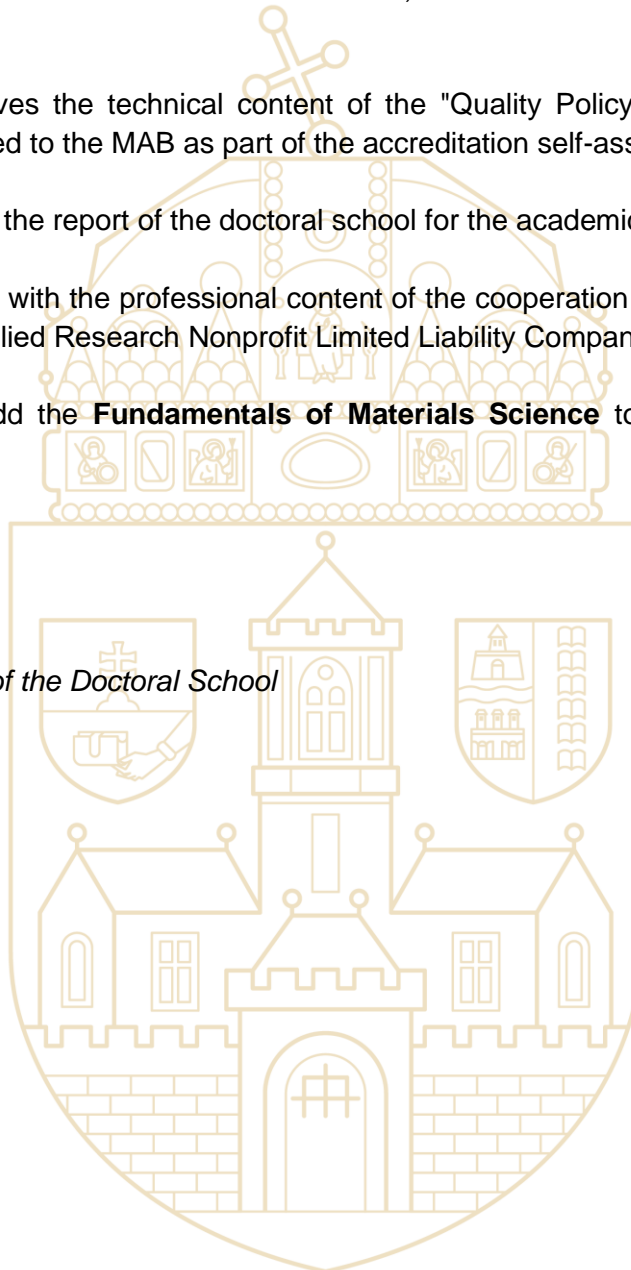 ves the technical content of the "Quality Policy
ed to the MAB as part of the accreditation self-ass
the report of the doctoral school for the academic
with the professional content of the cooperation
lied Research Nonprofit Limited Liability Compan
dd the Fundamentals of Materials Science to
of the Doctoral School